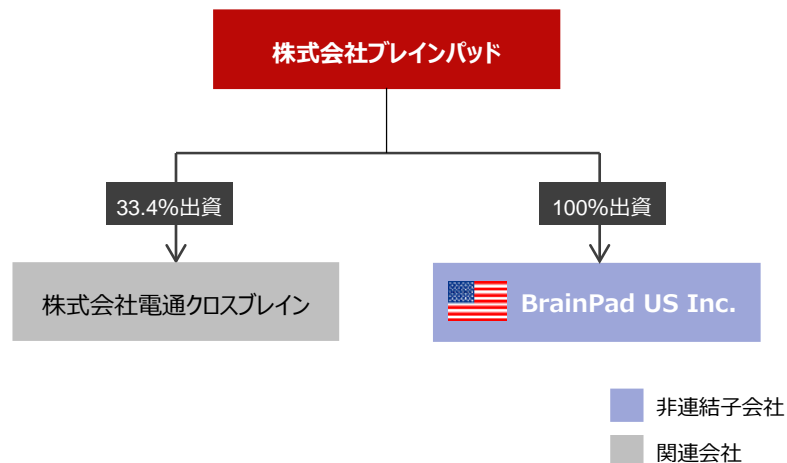 株式会社ブレインパッド
33.4%出資
100%出資
株式会社電通クロスブレイン
BrainPad US Inc.
非連結子会社
関連会社